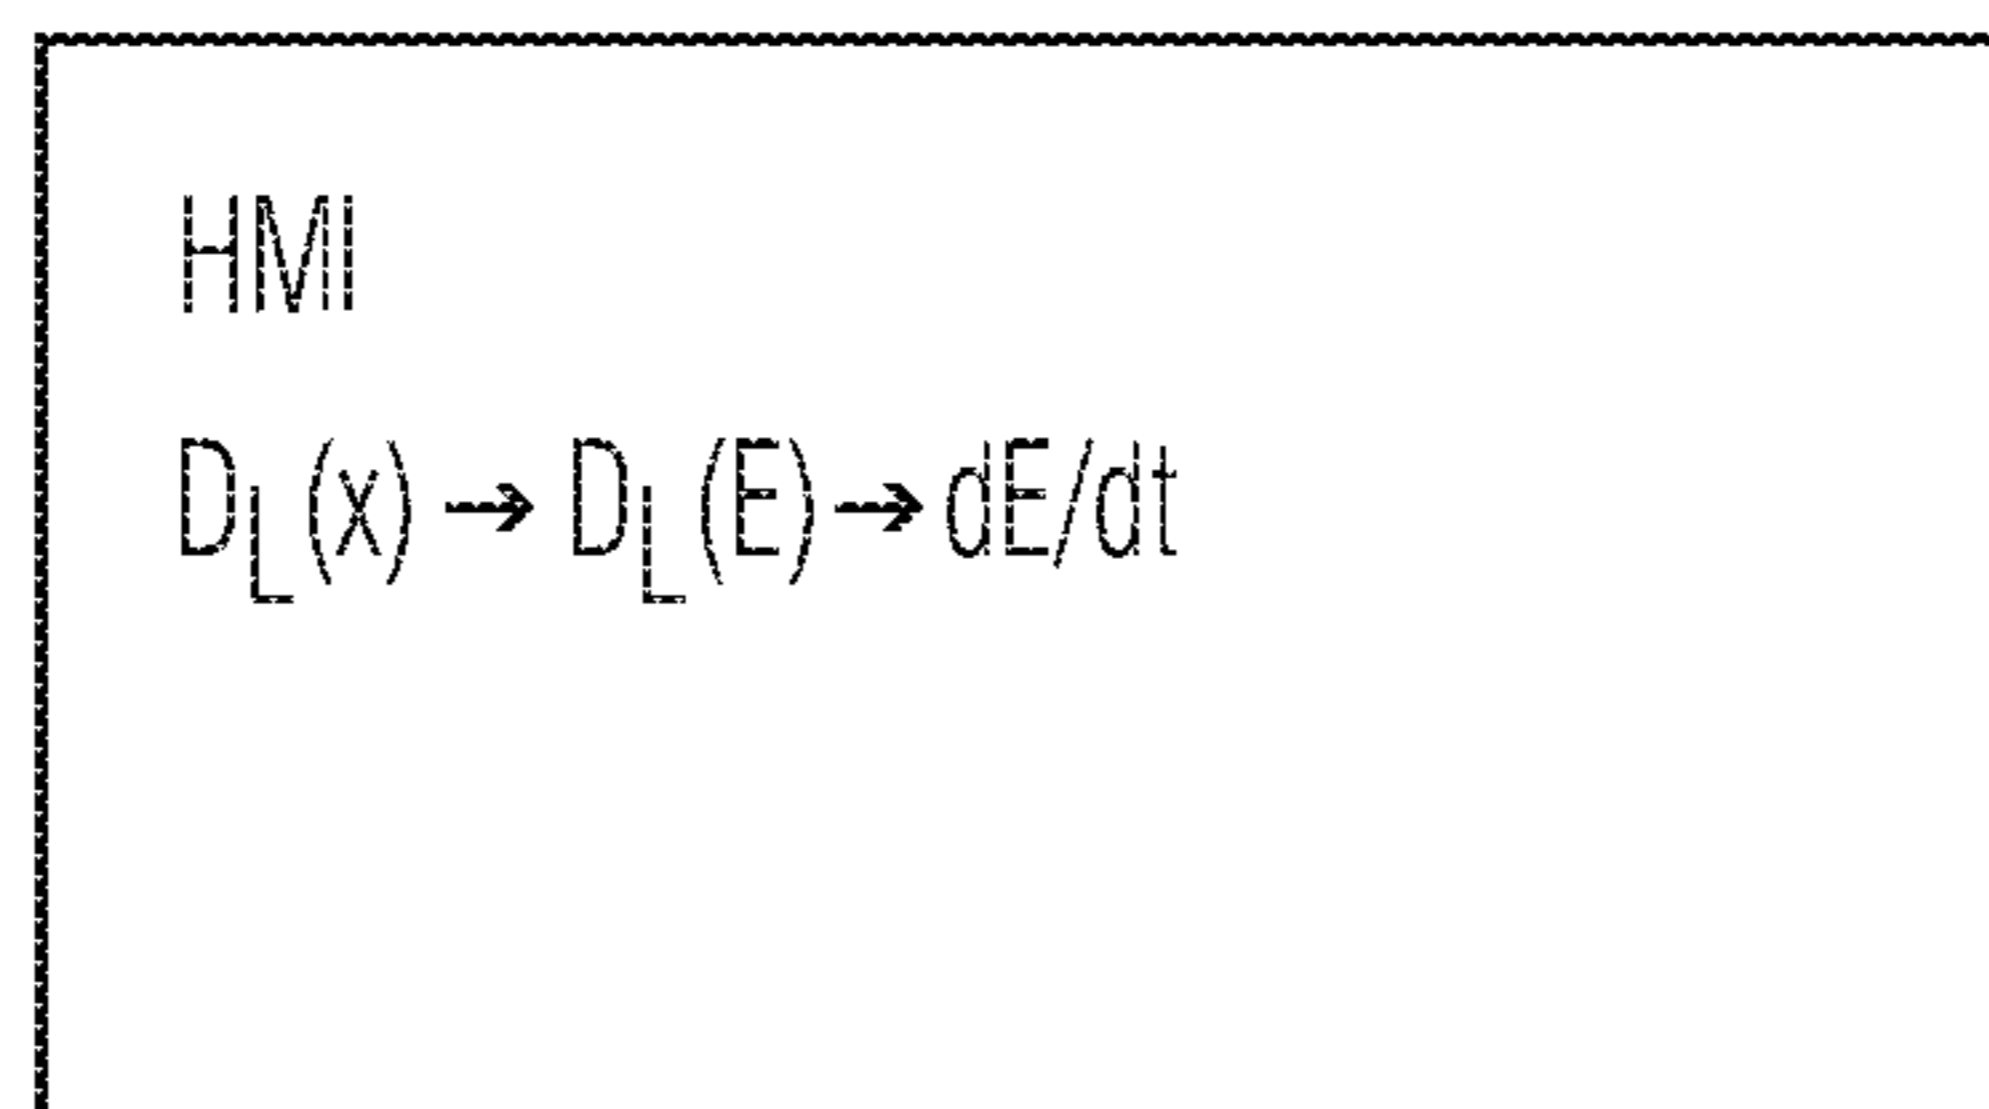 HMI
D_L(x) → D_L(E) → dE/dt